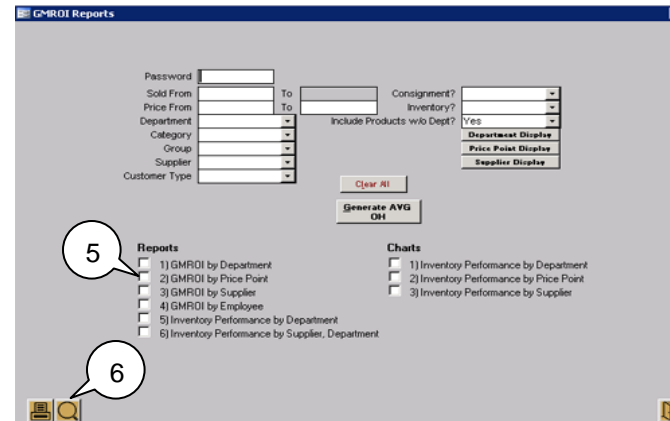 GMROI Reports
Password
Sold From To Consignment?
Price From To Inventory?
Department Include Products w/o Dept? Yes
Category Department Display
Group Price Point Display
Supplier Supplier Display
Customer Type
Clear All
Generate AVG
OH
5
Reports Charts
1) GMROI by Department 1) Inventory Performance by Department
2) GMROI by Price Point 2) Inventory Performance by Price Point
3) GMROI by Supplier 3) Inventory Performance by Supplier
4) GMROI by Employee
5) Inventory Performance by Department
6) Inventory Performance by Supplier, Department
6